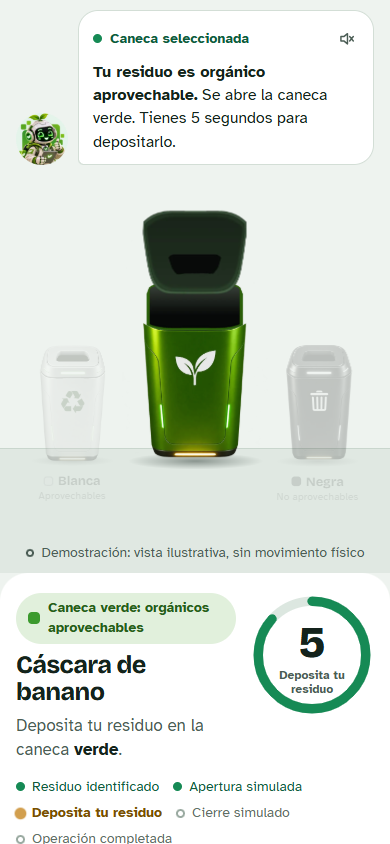 Caneca seleccionada
Tu residuo es orgánico
aprovechable. Se abre la caneca
verde. Tienes 5 segundos para
depositarlo.
Blanca
Aprovechables
Negra
No aprovechables
Demostración: vista ilustrativa, sin movimiento físico
Caneca verde: orgánicos
aprovechables
Cáscara de
banano
Deposita tu residuo en la
caneca verde.
5
Deposita tu
residuo
Residuo identificado
Apertura simulada
Deposita tu residuo
Cierre simulado
Operación completada